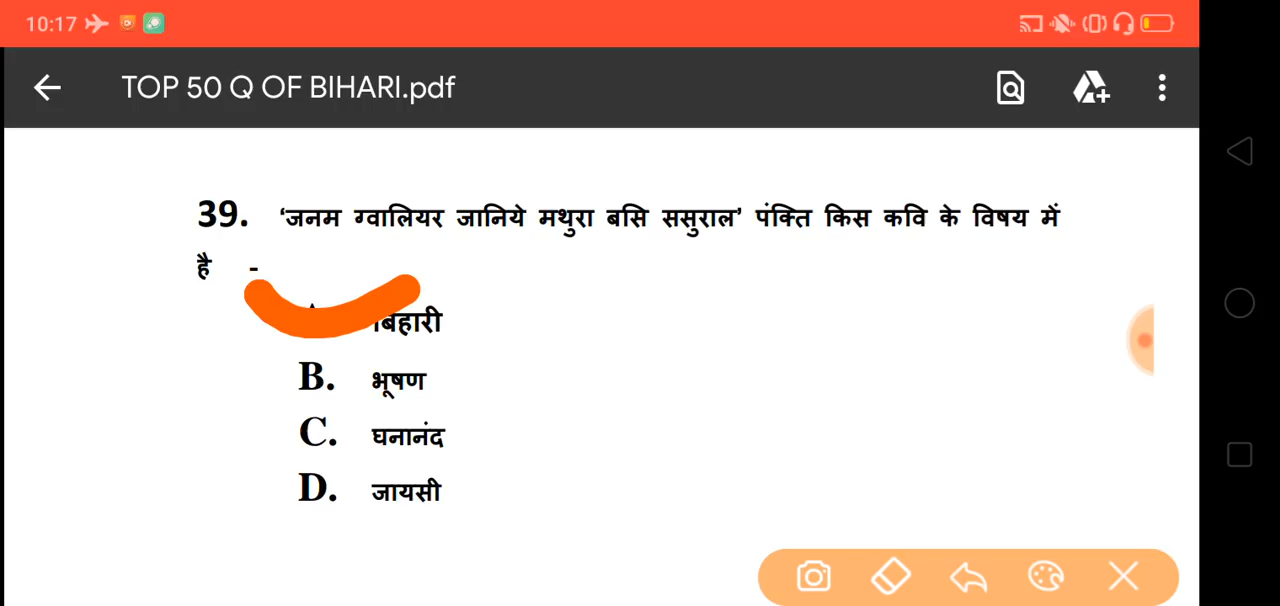 10:17
TOP 50 Q OF BIHARI.pdf
39. ‘जनम ग्वालियर जानिये मथुरा बसि ससुराल’ पंक्ति किस कवि के विषय में
है -
बिहारी
B. भूषण
C. घनानंद
D. जायसी